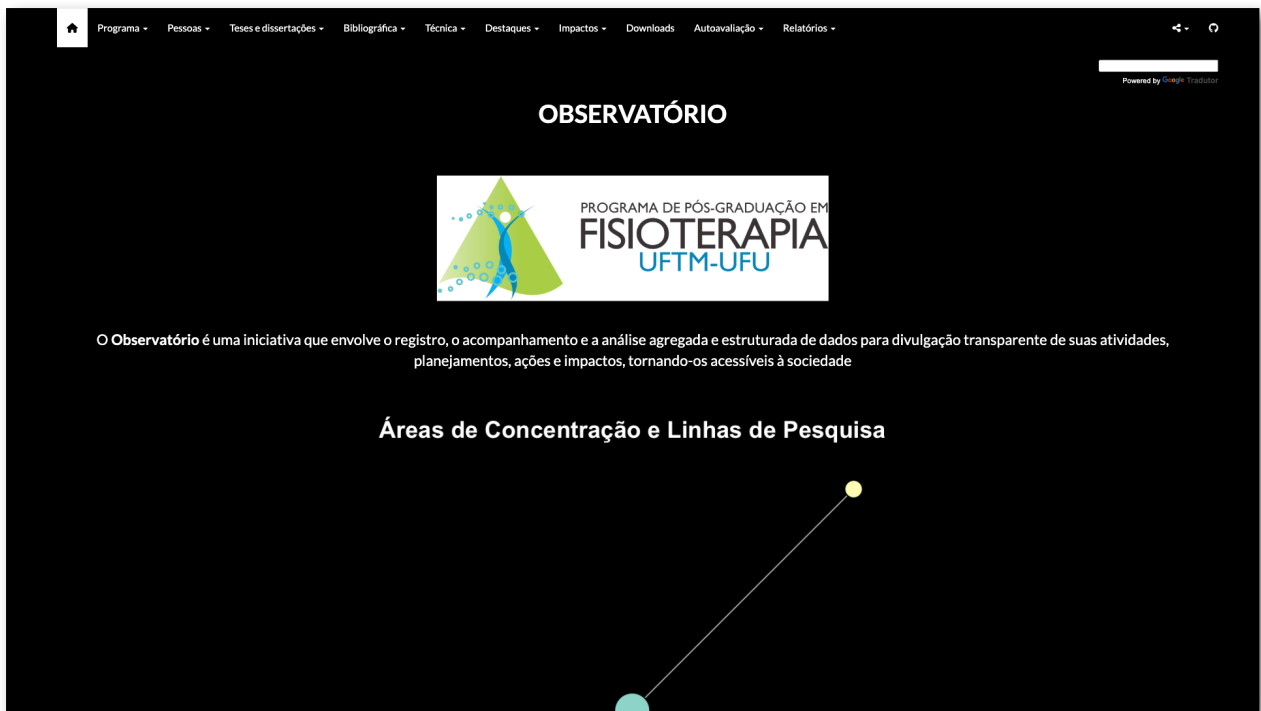 Programa Pessoas Teses e dissertações Bibliográfica Técnica Destaques Impactos Downloads Autoavaliação Relatórios
Powered by Google Tradutor
OBSERVATÓRIO
PROGRAMA DE PÓS-GRADUAÇÃO EM
FISIOTERAPIA
UFTM-UFU
O Observatório é uma iniciativa que envolve o registro, o acompanhamento e a análise agregada e estruturada de dados para divulgação transparente de suas atividades,
planejamentos, ações e impactos, tornando-os acessíveis à sociedade
Áreas de Concentração e Linhas de Pesquisa